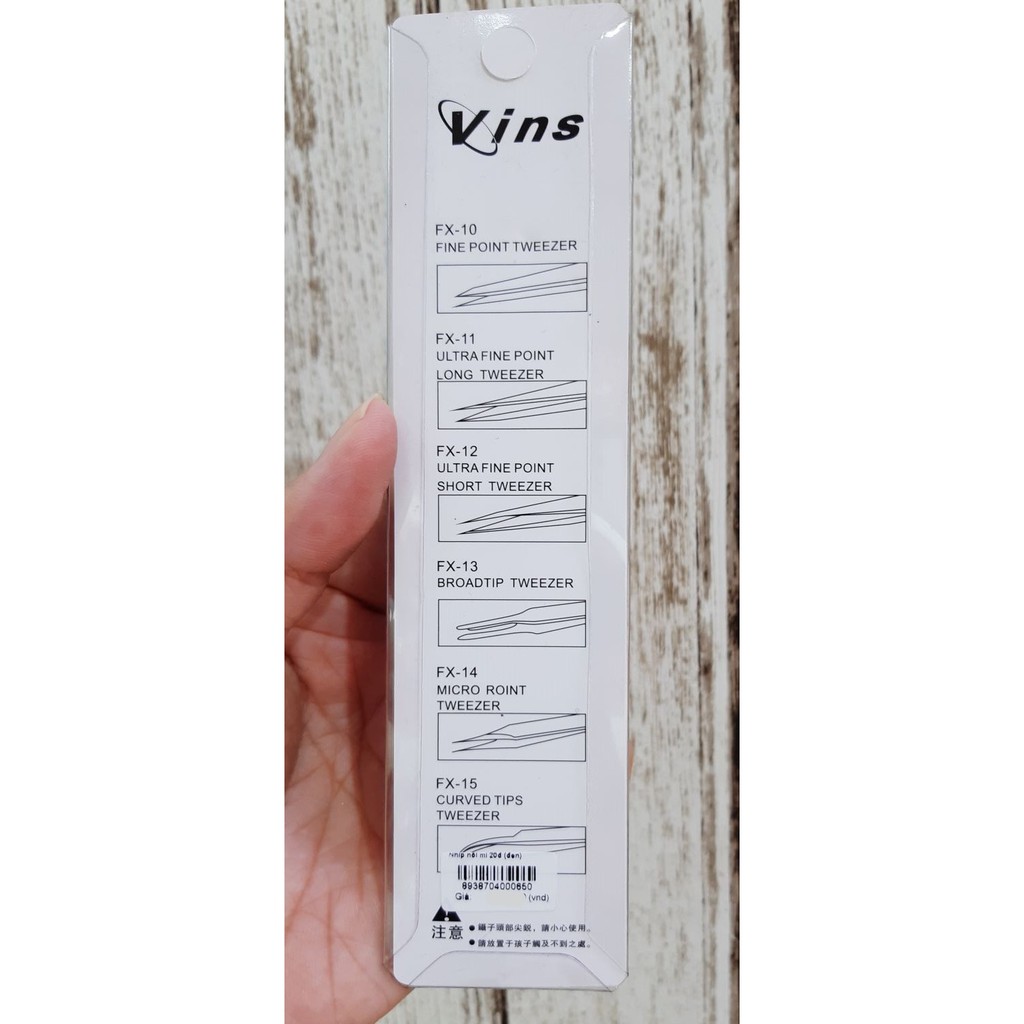 Vins
FX-10
FINE POINT TWEEZER
FX-11
ULTRA FINE POINT
LONG TWEEZER
FX-12
ULTRA FINE POINT
SHORT TWEEZER
FX-13
BROADTIP TWEEZER
FX-14
MICRO ROINT
TWEEZER
FX-15
CURVED TIPS
TWEEZER
Nhíp nối mi 20đ (đen)
8938704000650
Giá: (vnd)
注意
● 鑷子頭部尖銳，請小心使用。
● 請放置于孩子觸及不到之處。